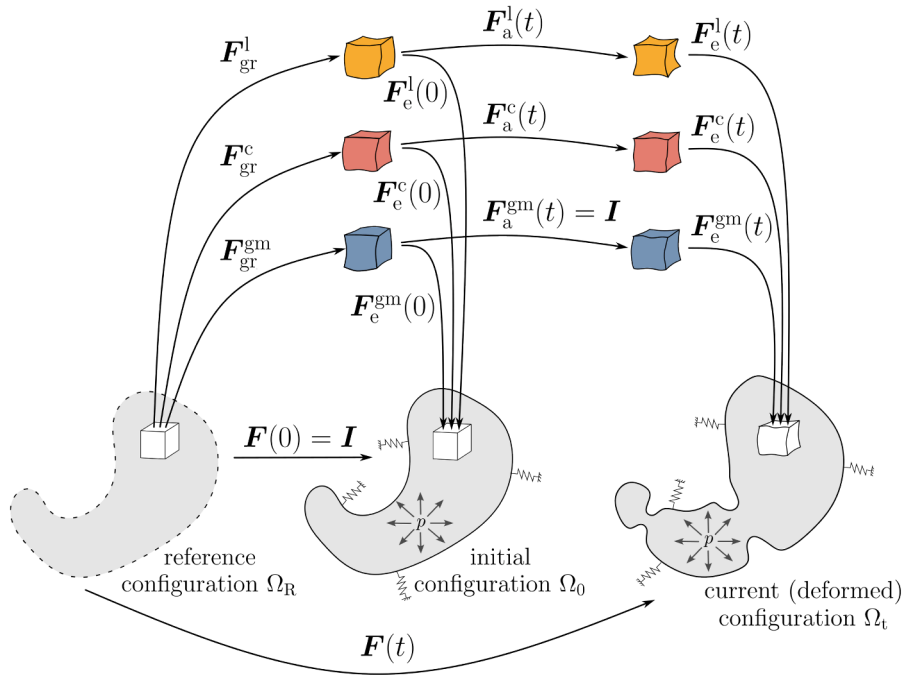 F_gr^l
F_a^l(t)
F_e^l(t)
F_e^l(0)
F_gr^c
F_a^c(t)
F_e^c(t)
F_e^c(0)
F_gr^gm
F_a^gm(t) = I
F_e^gm(t)
F_e^gm(0)
F(0) = I
p
p
reference
configuration Ω_R
initial
configuration Ω_0
current (deformed)
configuration Ω_t
F(t)